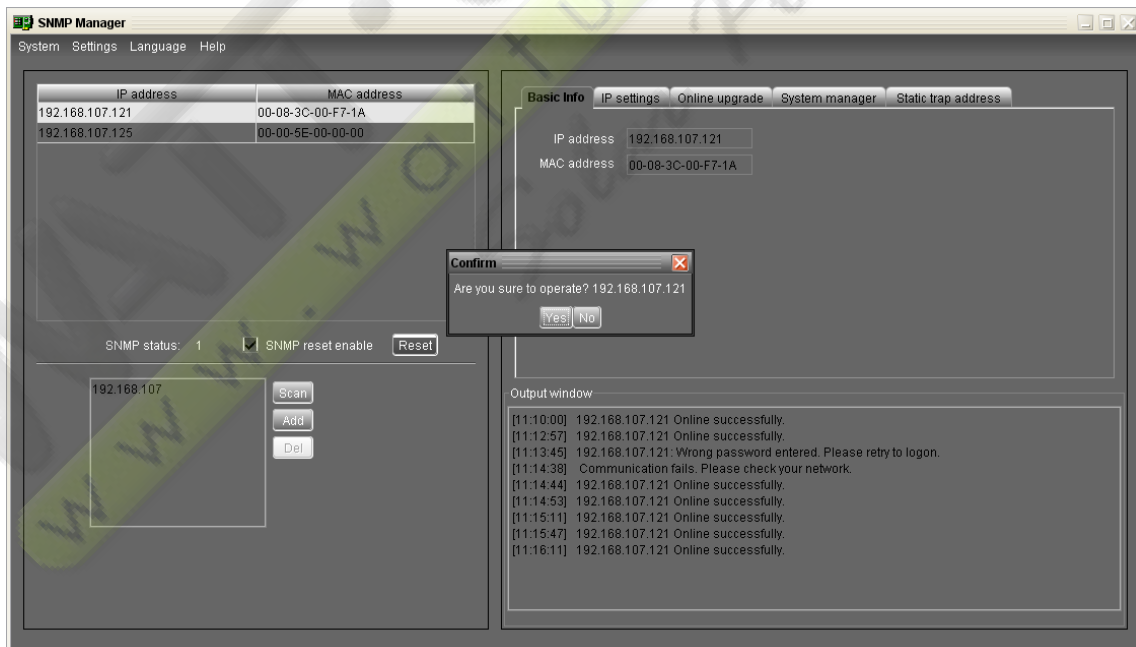 SNMP Manager
System Settings Language Help
IP address MAC address
192.168.107.121 00-08-3C-00-F7-1A
192.168.107.125 00-00-5E-00-00-00
SNMP status: 1 SNMP reset enable Reset
192.168.107
Scan
Add
Del
Basic Info IP settings Online upgrade System manager Static trap address
IP address 192.168.107.121
MAC address 00-08-3C-00-F7-1A
Confirm
Are you sure to operate? 192.168.107.121
Yes No
Output window
[11:10:00] 192.168.107.121 Online successfully.
[11:12:57] 192.168.107.121 Online successfully.
[11:13:45] 192.168.107.121: Wrong password entered. Please retry to logon.
[11:14:38] Communication fails. Please check your network.
[11:14:44] 192.168.107.121 Online successfully.
[11:14:53] 192.168.107.121 Online successfully.
[11:15:11] 192.168.107.121 Online successfully.
[11:15:47] 192.168.107.121 Online successfully.
[11:16:11] 192.168.107.121 Online successfully.